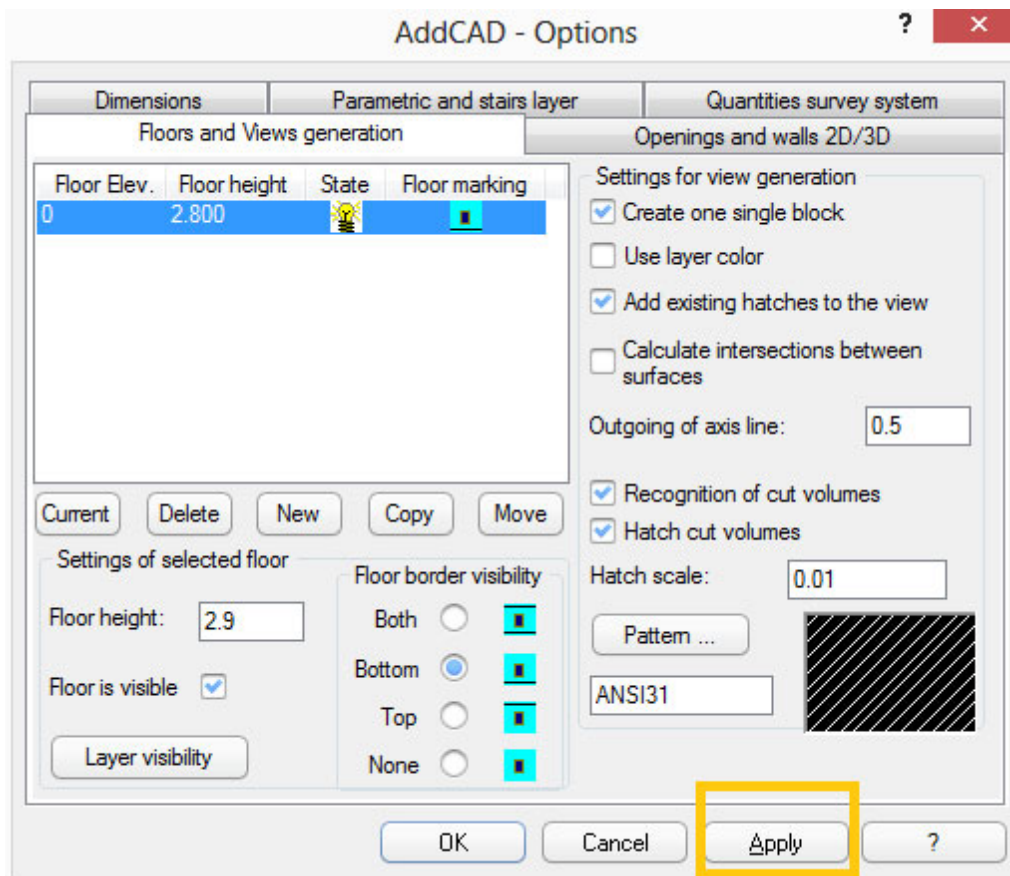 AddCAD - Options
?
Dimensions
Parametric and stairs layer
Quantities survey system
Floors and Views generation
Openings and walls 2D/3D
Floor Elev.
Floor height
State
Floor marking
0
2.800
Current
Delete
New
Copy
Move
Settings of selected floor
Floor height:
2.9
Floor is visible
Layer visibility
Floor border visibility
Both
Bottom
Top
None
Settings for view generation
Create one single block
Use layer color
Add existing hatches to the view
Calculate intersections between
surfaces
Outgoing of axis line:
0.5
Recognition of cut volumes
Hatch cut volumes
Hatch scale:
0.01
Pattern ...
ANSI31
OK
Cancel
Apply
?